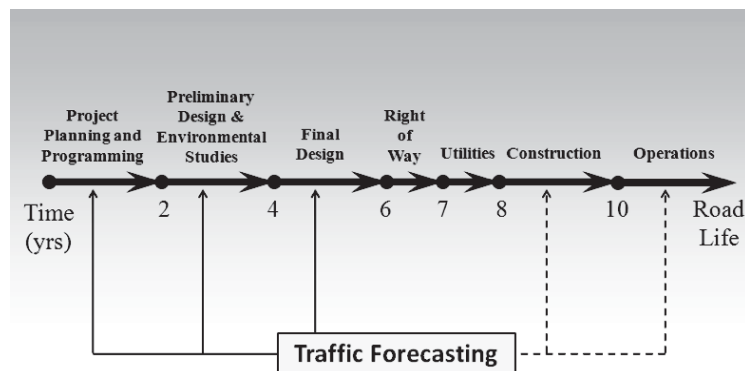 Project
Planning and
Programming
Preliminary
Design &
Environmental
Studies
Final
Design
Right
of
Way
Utilities
Construction
Operations
Time
(yrs)
2
4
6
7
8
10
Road
Life
Traffic Forecasting